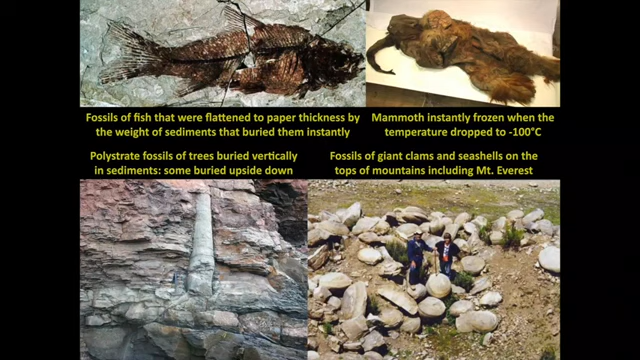 Fossils of fish that were flattened to paper thickness by
the weight of sediments that buried them instantly
Mammoth instantly frozen when the
temperature dropped to -100°C
Polystrate fossils of trees buried vertically
in sediments: some buried upside down
Fossils of giant clams and seashells on the
tops of mountains including Mt. Everest